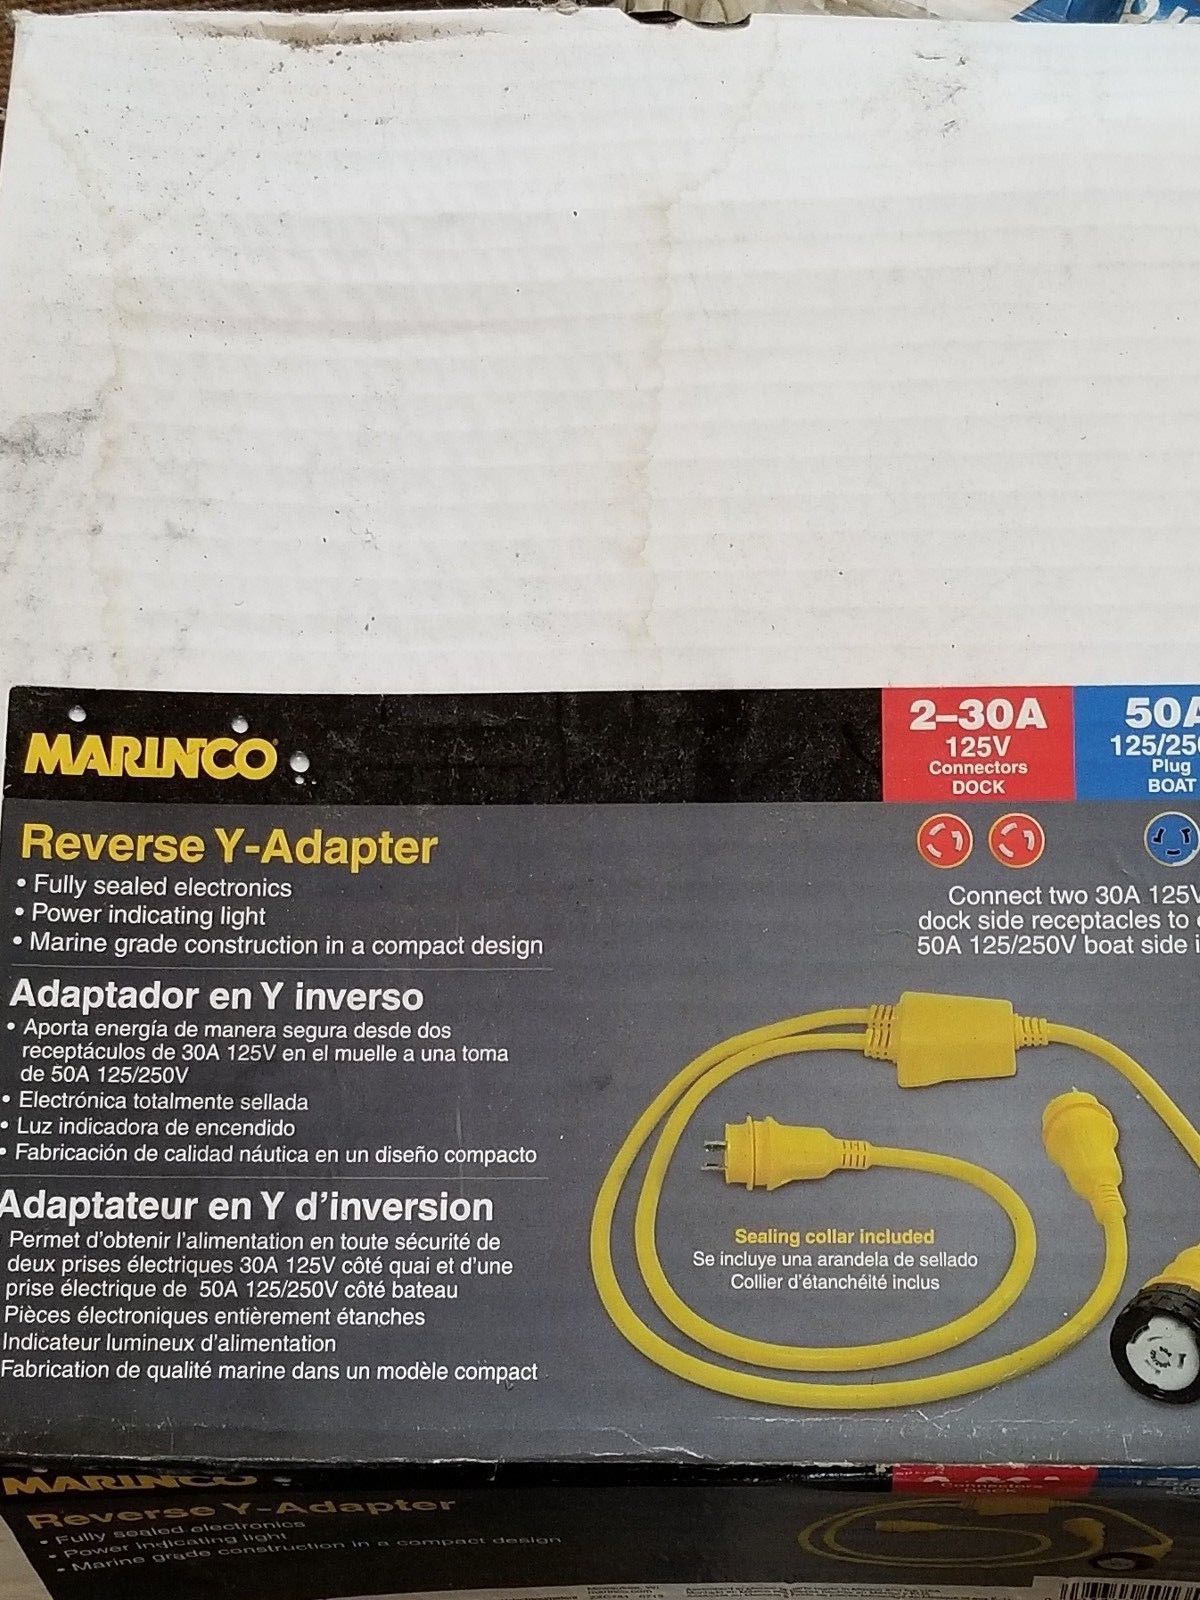 MARINCO
2–30A
125V
Connectors
DOCK
50A
125/250
Plug
BOAT
Reverse Y-Adapter
• Fully sealed electronics
• Power indicating light
• Marine grade construction in a compact design
Connect two 30A 125V
dock side receptacles to
50A 125/250V boat side
Adaptador en Y inverso
• Aporta energía de manera segura desde dos
receptáculos de 30A 125V en el muelle a una toma
de 50A 125/250V
• Electrónica totalmente sellada
• Luz indicadora de encendido
• Fabricación de calidad náutica en un diseño compacto
Adaptateur en Y d'inversion
Permet d'obtenir l'alimentation en toute sécurité de
deux prises électriques 30A 125V côté quai et d'une
prise électrique de 50A 125/250V côté bateau
Pièces électroniques entièrement étanches
Indicateur lumineux d'alimentation
Fabrication de qualité marine dans un modèle compact
Sealing collar included
Se incluye una arandela de sellado
Collier d'étanchéité inclus
MARINCO
Connectors
DOCK
Reverse Y-Adapter
• Fully sealed electronics
• Power indicating light
• Marine grade construction in a compact design